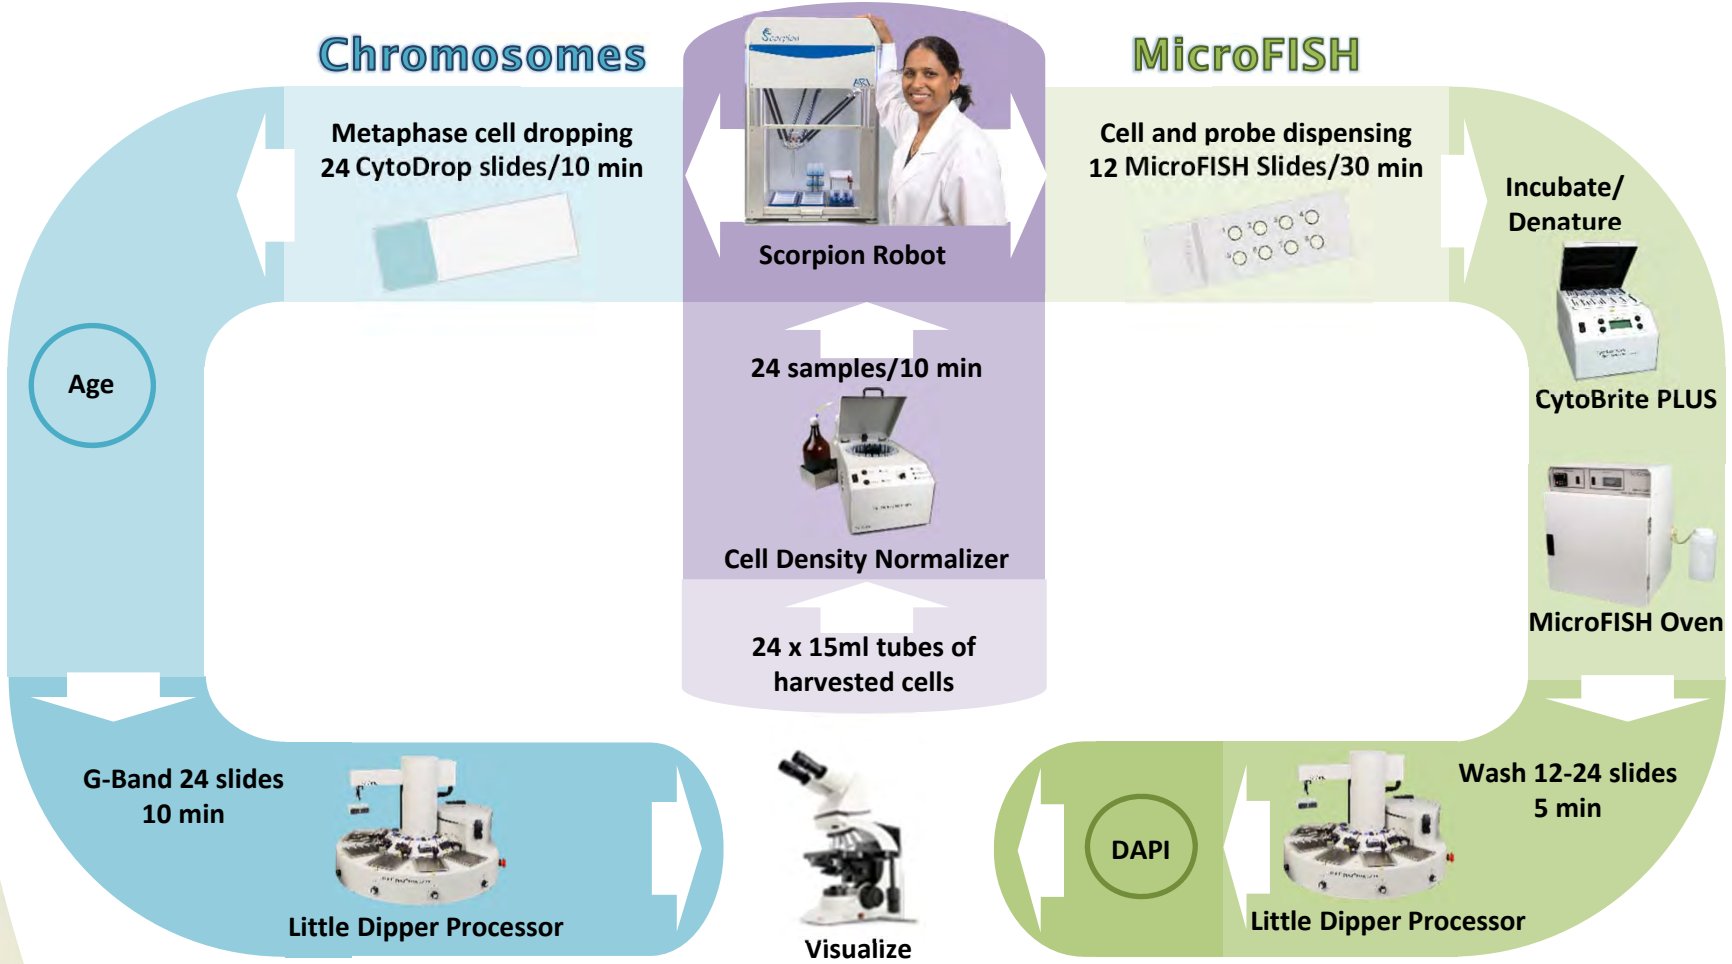 Chromosomes
MicroFISH
Scorpion
Metaphase cell dropping
24 CytoDrop slides/10 min
Cell and probe dispensing
12 MicroFISH Slides/30 min
Scorpion Robot
Incubate/
Denature
CytoBrite PLUS
MicroFISH Oven
Age
24 samples/10 min
Cell Density Normalizer
24 x 15ml tubes of
harvested cells
G-Band 24 slides
10 min
Little Dipper Processor
Visualize
DAPI
Wash 12-24 slides
5 min
Little Dipper Processor